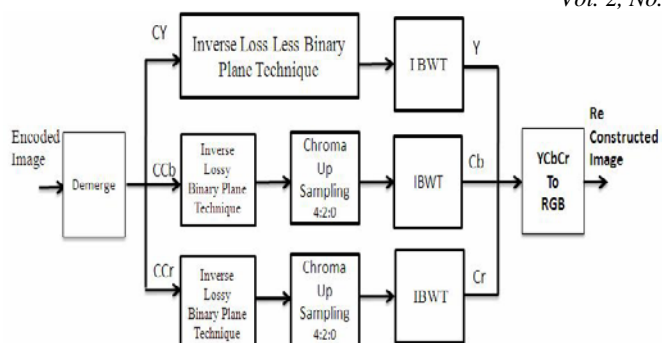 Vol. 2, No.
CY
Inverse Loss Less Binary
Plane Technique
IBWT
Y
Encoded
Image
Demerge
CCb
Inverse
Lossy
Binary Plane
Technique
Chroma
Up
Sampling
4:2:0
IBWT
Cb
YCbCr
To
RGB
Re
Constructed
Image
CCr
Inverse
Lossy
Binary Plane
Technique
Chroma
Up
Sampling
4:2:0
IBWT
Cr